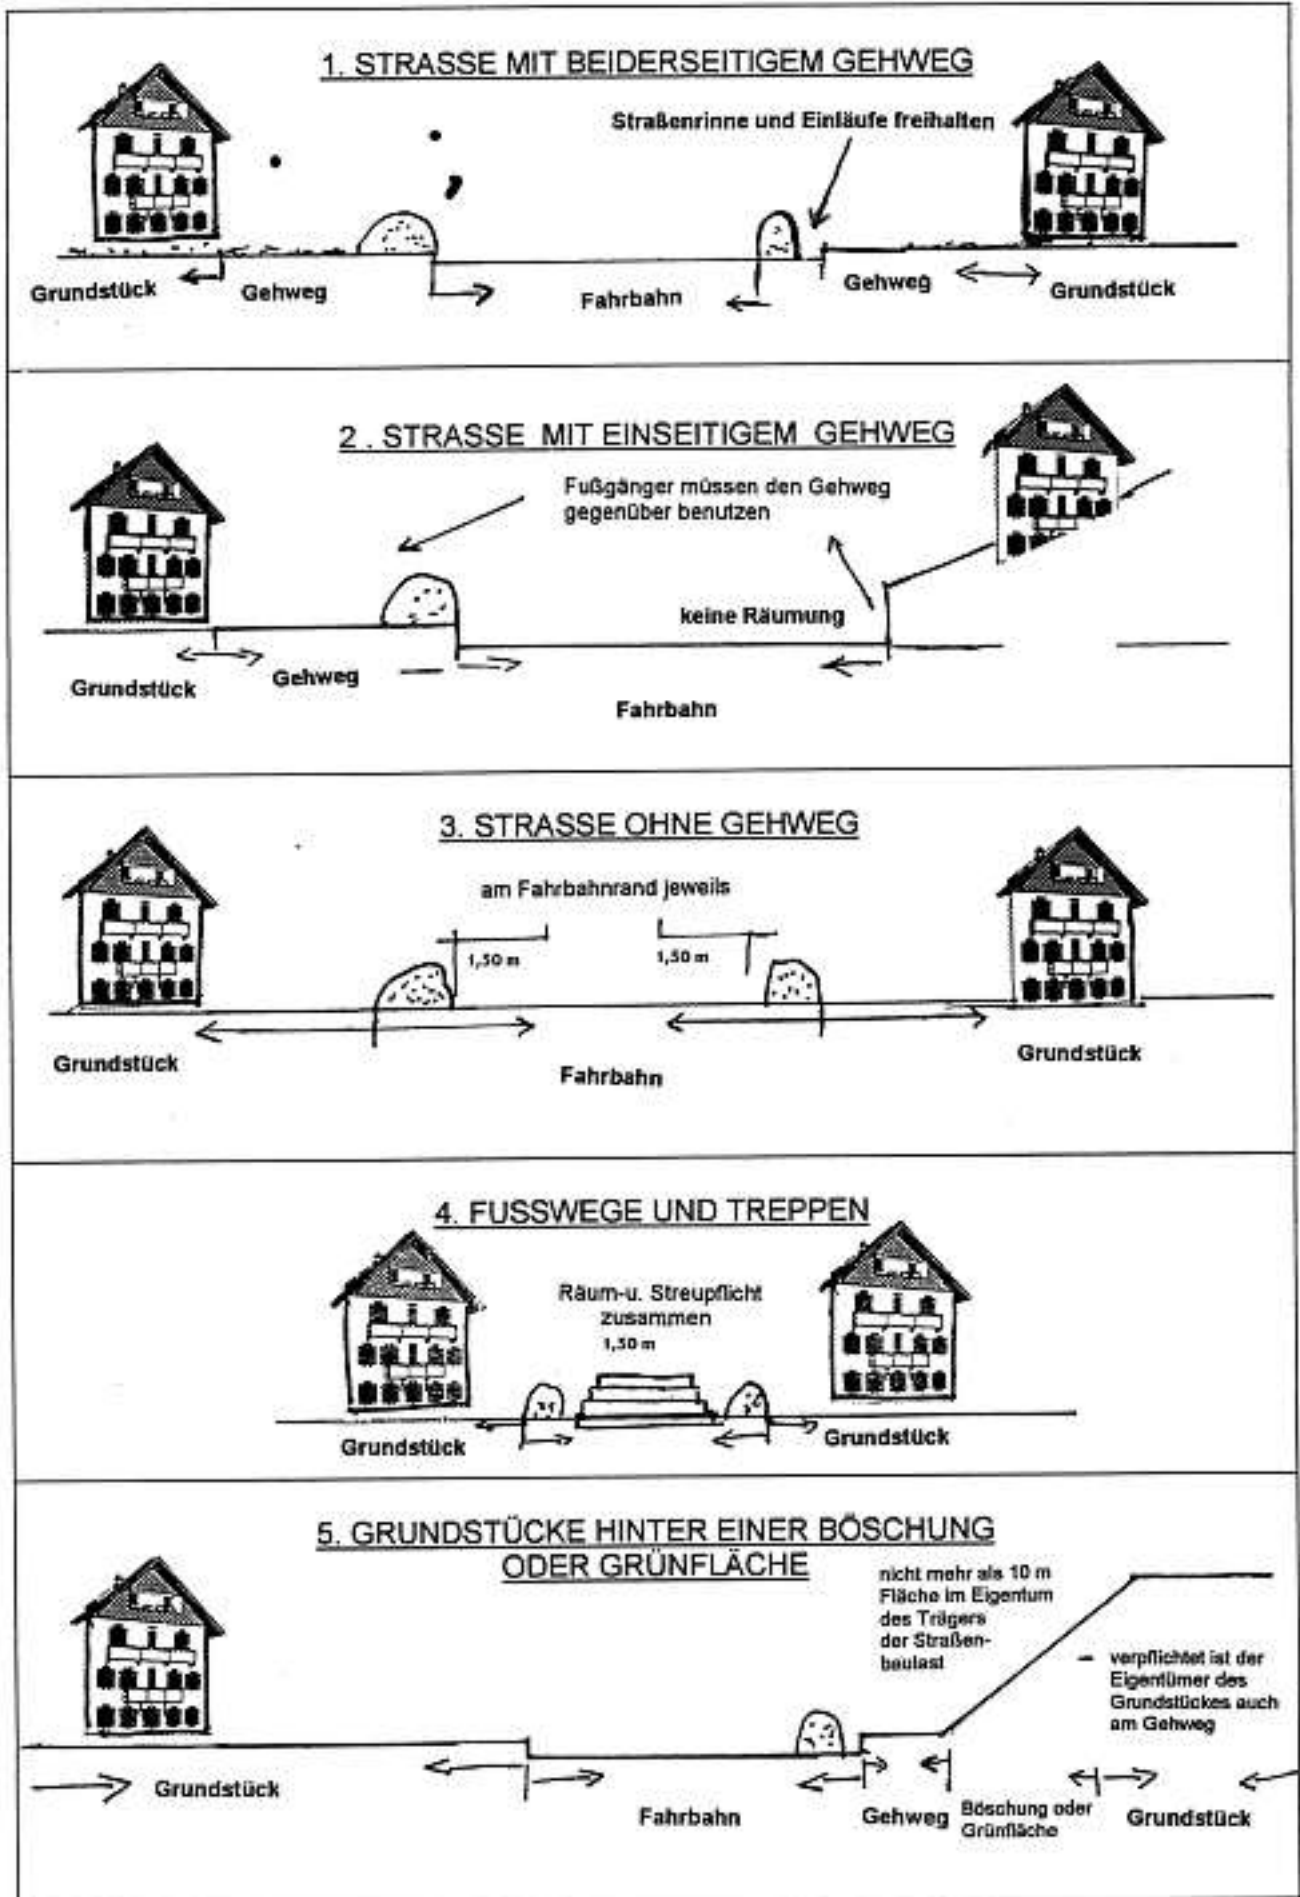 1. STRASSE MIT BEIDERSEITIGEM GEHWEG
Straßenrinne und Einläufe freihalten
Grundstück
Gehweg
Fahrbahn
Gehweg
Grundstück
2 . STRASSE MIT EINSEITIGEM GEHWEG
Fußgänger müssen den Gehweg
gegenüber benutzen
keine Räumung
Grundstück
Gehweg
Fahrbahn
3. STRASSE OHNE GEHWEG
am Fahrbahnrand jeweils
1,50 m
1,50 m
Grundstück
Fahrbahn
Grundstück
4. FUSSWEGE UND TREPPEN
Räum-u. Streupflicht
zusammen
1,50 m
Grundstück
Grundstück
5. GRUNDSTÜCKE HINTER EINER BÖSCHUNG
ODER GRÜNFLÄCHE
nicht mehr als 10 m
Fläche im Eigentum
des Trägers
der Straßen-
baulast
- verpflichtet ist der
Eigentümer des
Grundstückes auch
am Gehweg
Grundstück
Fahrbahn
Gehweg
Böschung oder
Grünfläche
Grundstück